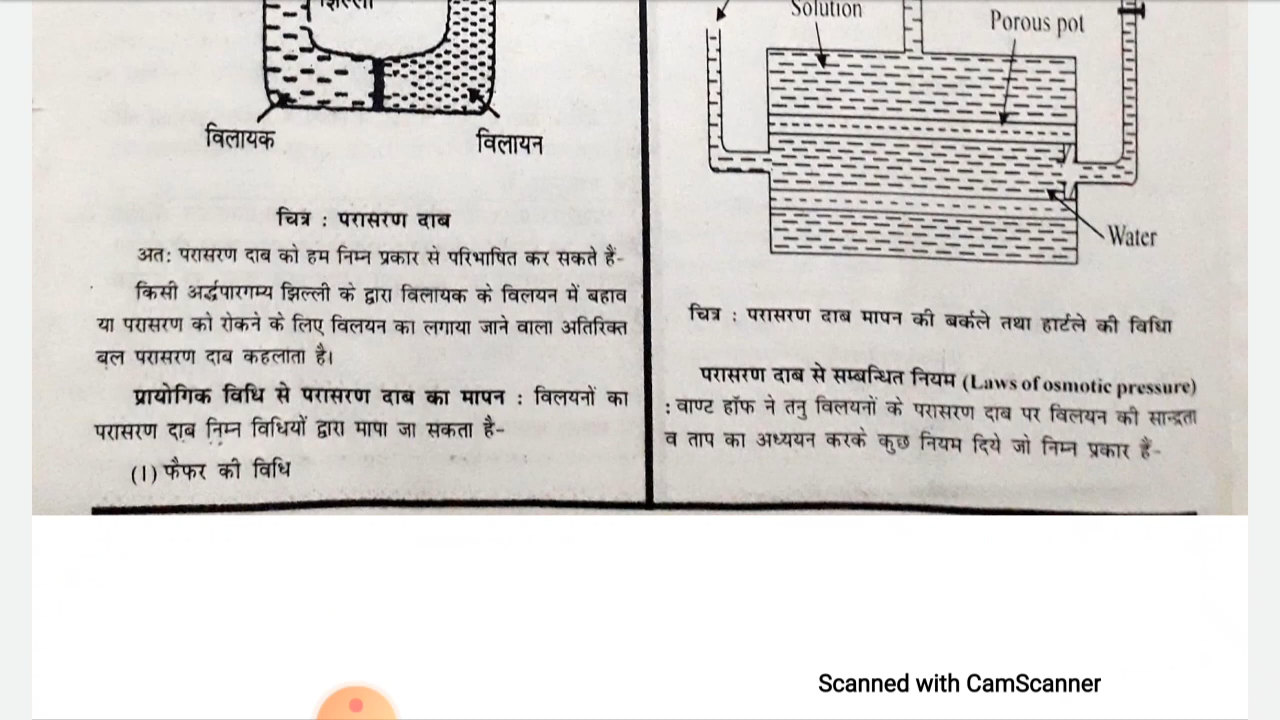 झिल्ली
विलायक
विलायन
चित्र : परासरण दाब
अतः परासरण दाब को हम निम्न प्रकार से परिभाषित कर सकते हैं-
किसी अर्द्धपारगम्य झिल्ली के द्वारा विलायक के विलयन में बहाव
या परासरण को रोकने के लिए विलयन का लगाया जाने वाला अतिरिक्त
बल परासरण दाब कहलाता है।
प्रायोगिक विधि से परासरण दाब का मापन : विलयनों का
परासरण दाब निम्न विधियों द्वारा मापा जा सकता है-
(1) फैफर की विधि
Solution
Porous pot
Water
चित्र : परासरण दाब मापन की बर्कले तथा हार्टले की विधि
परासरण दाब से सम्बन्धित नियम (Laws of osmotic pressure)
: वाण्ट हॉफ ने तनु विलयनों के परासरण दाब पर विलयन की सान्द्रता
व ताप का अध्ययन करके कुछ नियम दिये जो निम्न प्रकार है-
Scanned with CamScanner